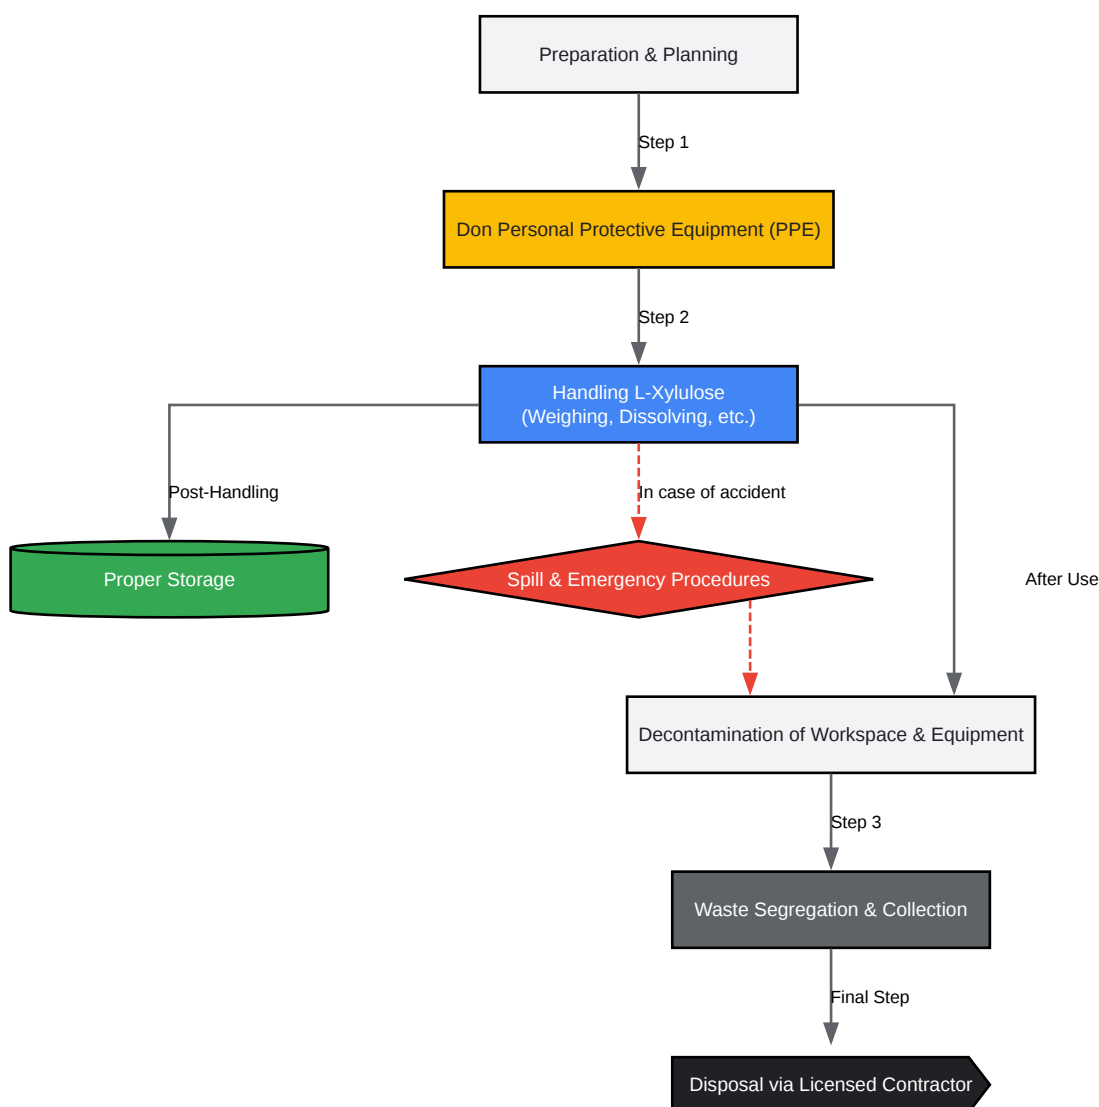 Preparation & Planning
Step 1
Don Personal Protective Equipment (PPE)
Step 2
Handling L-Xylulose
(Weighing, Dissolving, etc.)
Post-Handling
In case of accident
Proper Storage
Spill & Emergency Procedures
After Use
Decontamination of Workspace & Equipment
Step 3
Waste Segregation & Collection
Final Step
Disposal via Licensed Contractor